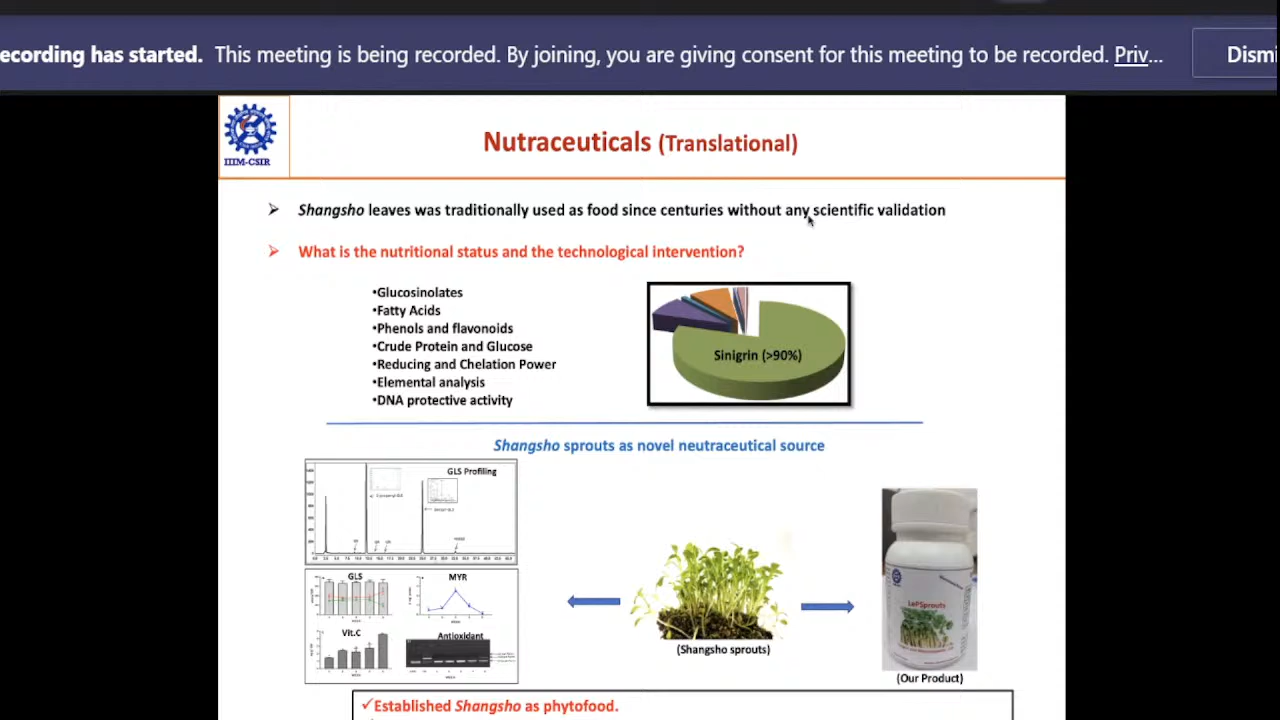 ecording has started. This meeting is being recorded. By joining, you are giving consent for this meeting to be recorded. Priv...
Dismi
IIIM-CSIR
Nutraceuticals (Translational)
Shangsho leaves was traditionally used as food since centuries without any scientific validation
What is the nutritional status and the technological intervention?
•Glucosinolates
•Fatty Acids
•Phenols and flavonoids
•Crude Protein and Glucose
•Reducing and Chelation Power
•Elemental analysis
•DNA protective activity
Sinigrin (>90%)
Shangsho sprouts as novel neutraceutical source
GLS Profiling
GLS
MYR
Vit.C
Antioxidant
(Shangsho sprouts)
LePSprouts
(Our Product)
✓Established Shangsho as phytofood.